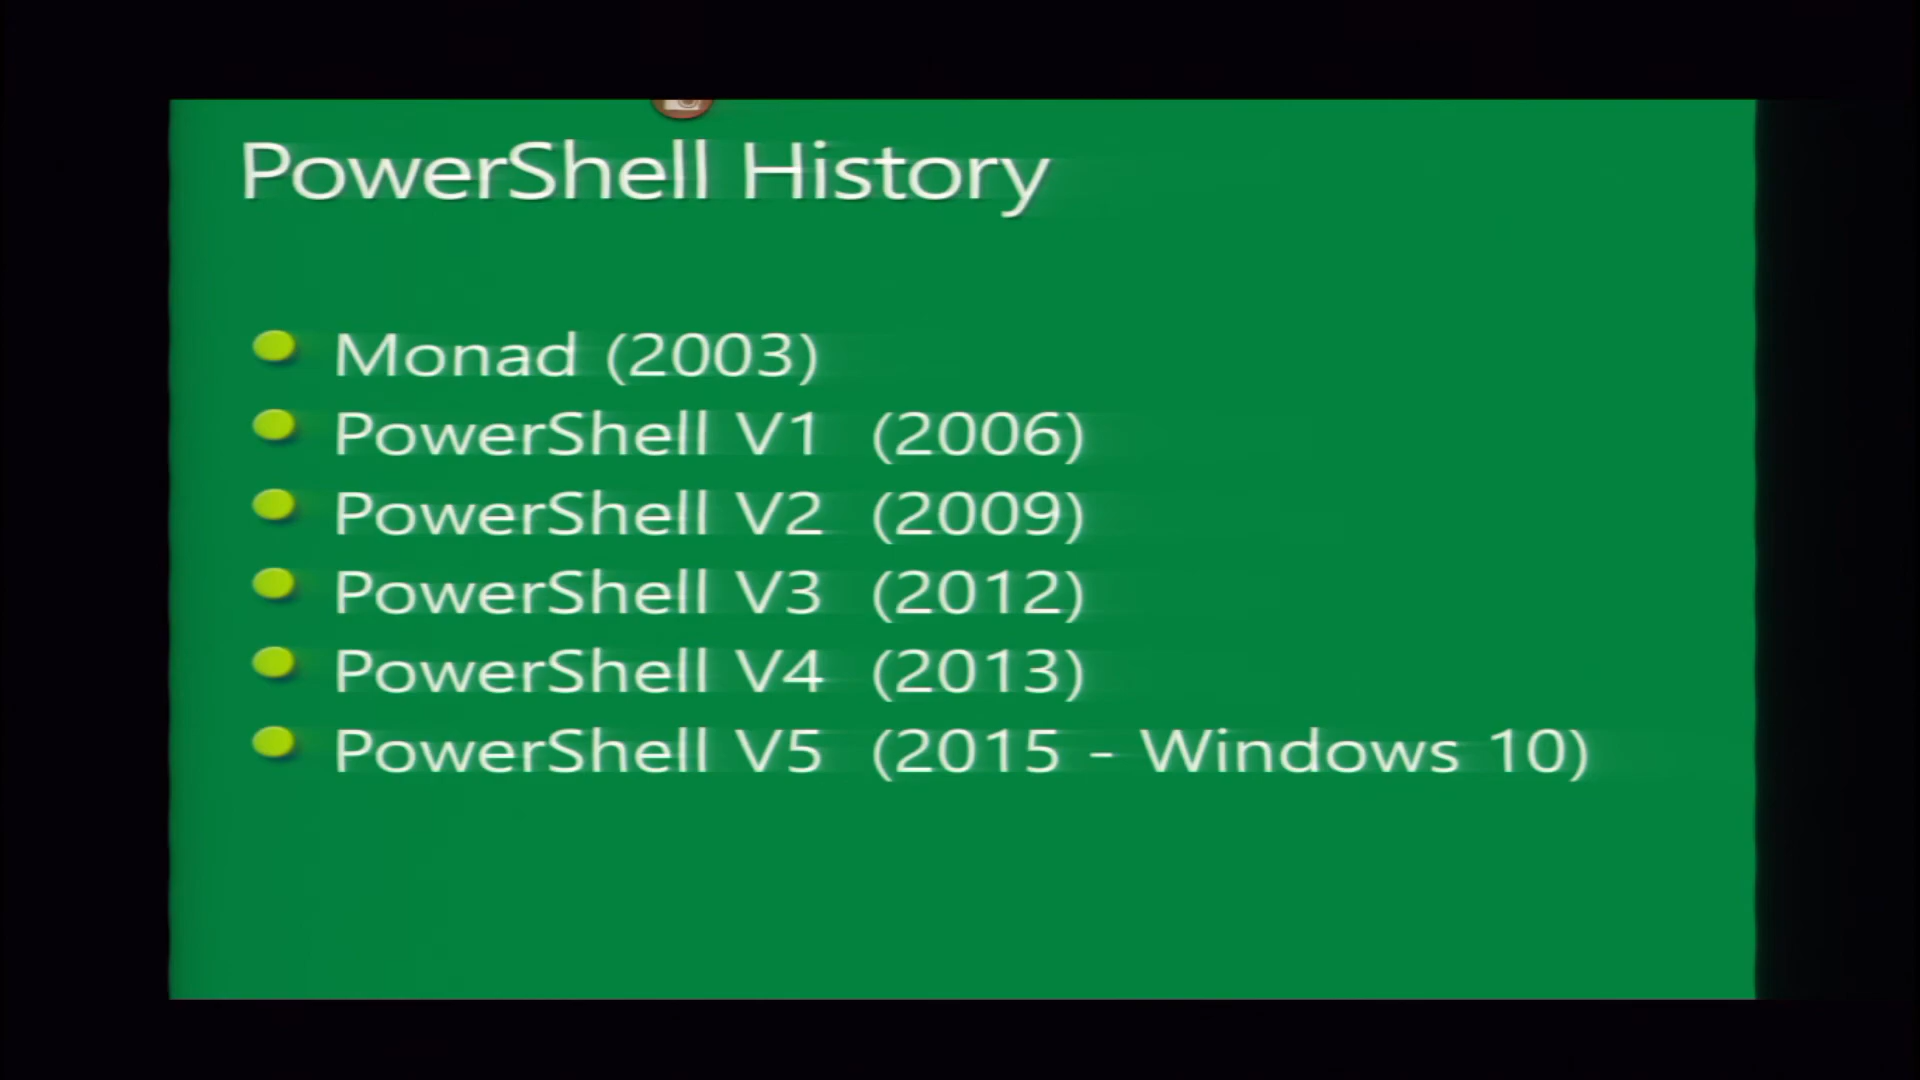 PowerShell History
Monad (2003)
PowerShell V1 (2006)
PowerShell V2 (2009)
PowerShell V3 (2012)
PowerShell V4 (2013)
PowerShell V5 (2015 - Windows 10)